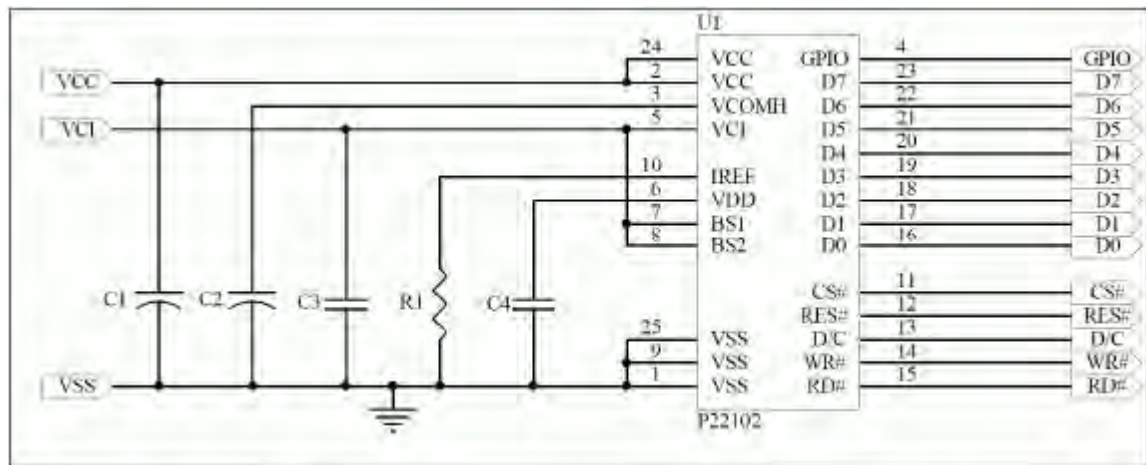 U1
24 VCC GPIO 4 GPIO
VCC 2 VCC D7 23 D7
3 VCOMH D6 22 D6
VCI 5 VCI D5 21 D5
D4 20 D4
10 IREF D3 19 D3
6 VDD D2 18 D2
7 BS1 D1 17 D1
8 BS2 D0 16 D0
C1 C2 C3 R1 C4
CS# 11 CS#
RES# 12 RES#
25 VSS D/C 13 D/C
9 VSS WR# 14 WR#
VSS 1 VSS RD# 15 RD#
P22102